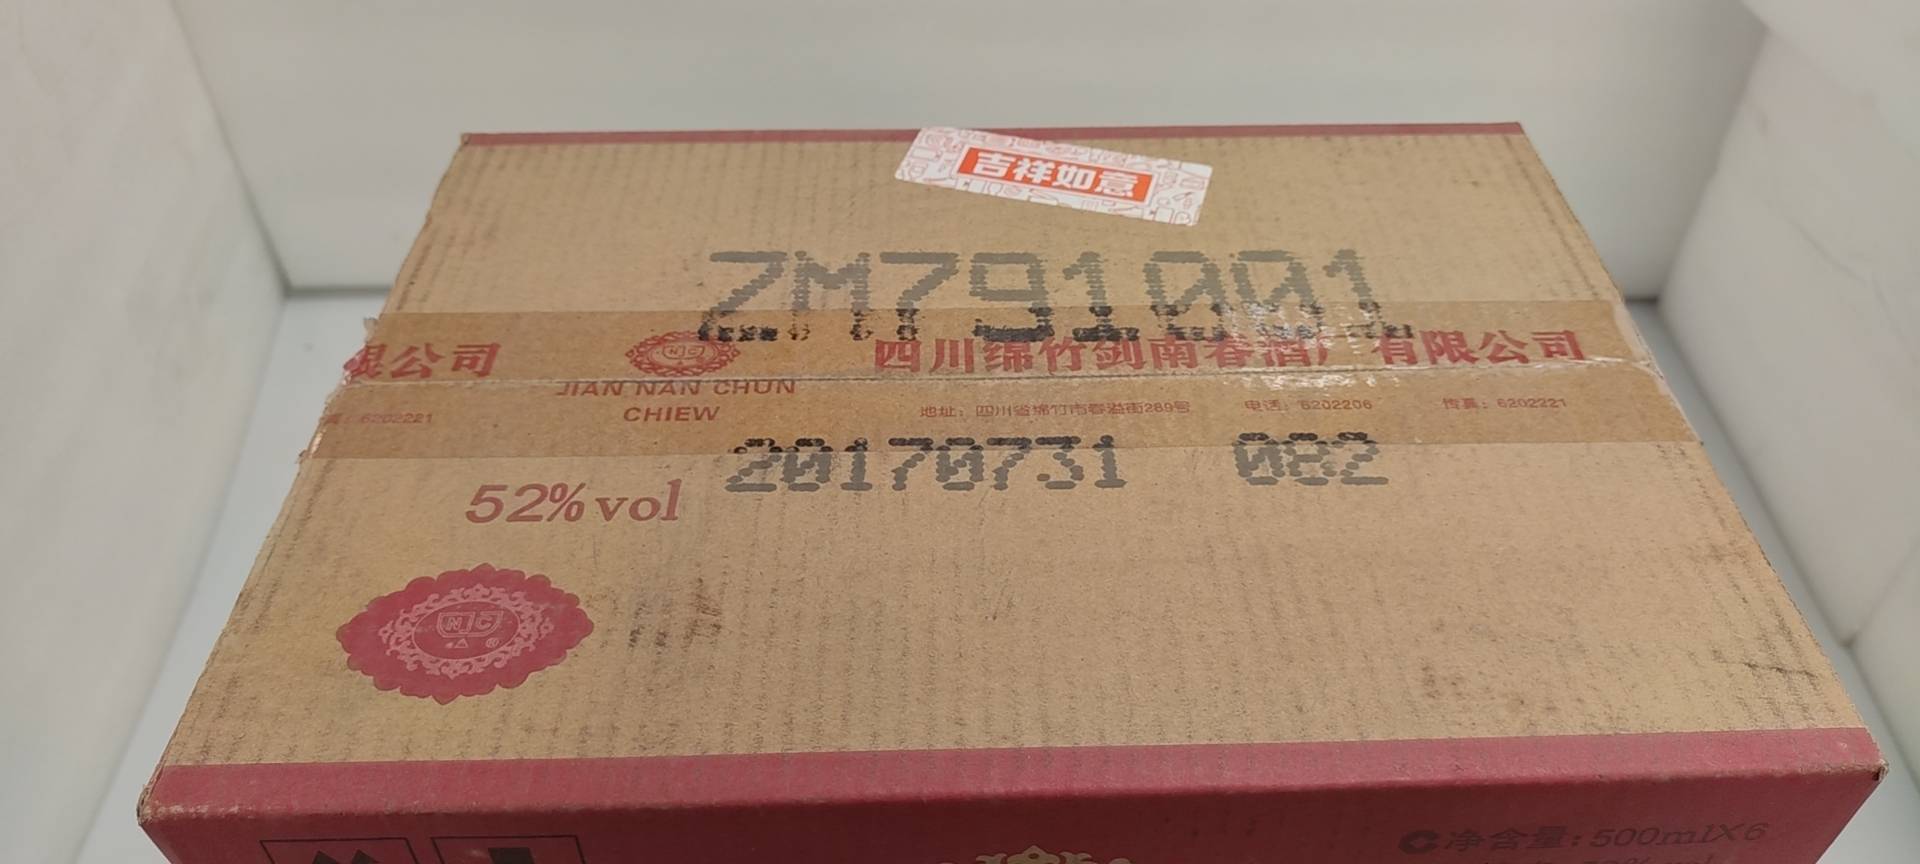 吉祥如意
ZM791001
限公司
四川绵竹剑南春酒厂有限公司
JIAN NAN CHUN
CHIEW
6202221
地址:四川省绵竹市春溢街289号 电话:6202206 传真:6202221
20170731 082
52%vol
NJC
净含量:500mlX6